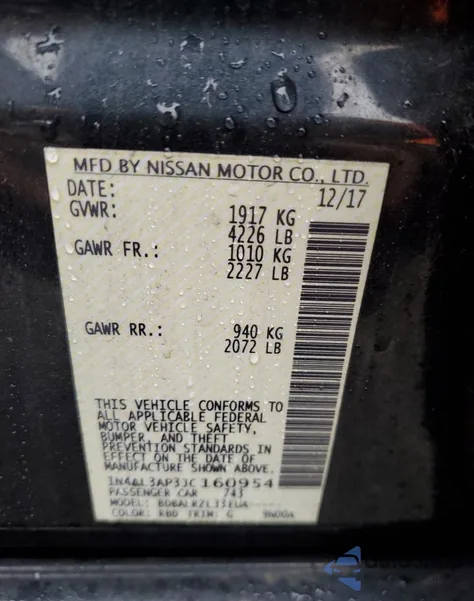 MFD BY NISSAN MOTOR CO., LTD.
DATE: 12/17
GVWR: 1917 KG
4226 LB
GAWR FR.: 1010 KG
2227 LB
GAWR RR.: 940 KG
2072 LB
THIS VEHICLE CONFORMS TO
ALL APPLICABLE FEDERAL
MOTOR VEHICLE SAFETY,
BUMPER, AND THEFT
PREVENTION STANDARDS IN
EFFECT ON THE DATE OF
MANUFACTURE SHOWN ABOVE.
1N4AL3AP3JC160954
PASSENGER CAR 743
MODEL: BDBALRZL33EUA
COLOR: RBD TRIM: G